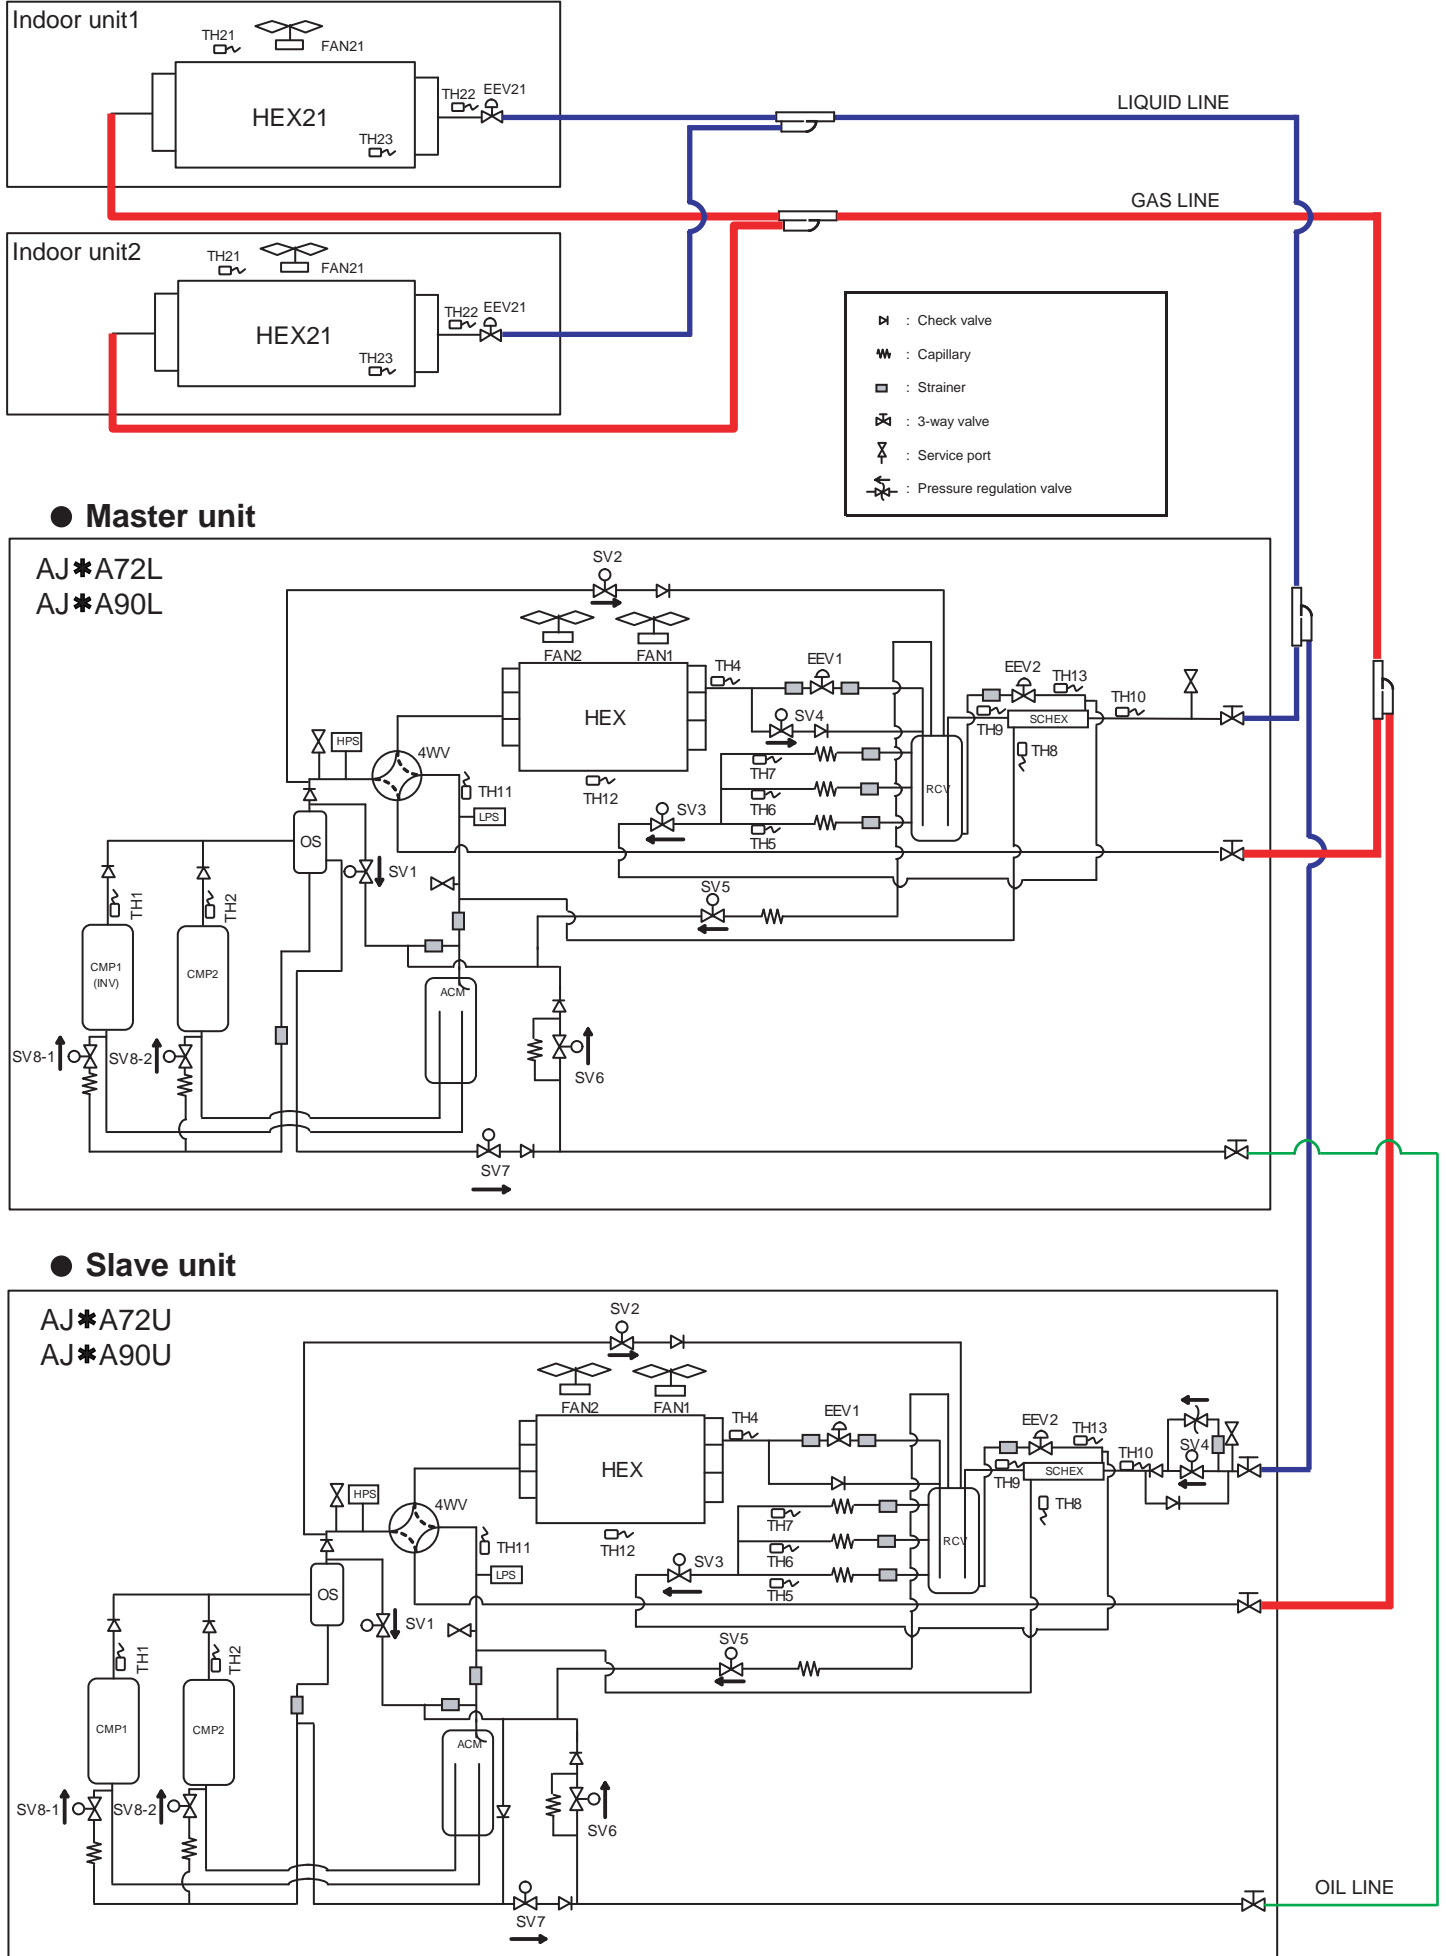 Indoor unit1
TH21
FAN21
TH22
EEV21
HEX21
TH23
LIQUID LINE
GAS LINE
Indoor unit2
TH21
FAN21
TH22
EEV21
HEX21
TH23
: Check valve
: Capillary
: Strainer
: 3-way valve
: Service port
: Pressure regulation valve
● Master unit
AJ✱A72L
AJ✱A90L
SV2
FAN2
FAN1
TH4
EEV1
EEV2
TH13
TH10
HEX
SV4
SCHEX
TH9
HPS
4WV
TH8
TH7
TH11
TH12
RCV
LPS
TH6
SV3
TH5
OS
SV1
SV5
TH1
TH2
CMP1
(INV)
CMP2
ACM
SV8-1
SV8-2
SV6
SV7
● Slave unit
AJ✱A72U
AJ✱A90U
SV2
FAN2
FAN1
TH4
EEV1
EEV2
TH13
TH10
SV4
HEX
SCHEX
TH9
HPS
4WV
TH8
TH7
TH11
TH12
RCV
LPS
TH6
SV3
TH5
OS
SV1
SV5
TH1
TH2
CMP1
CMP2
ACM
SV8-1
SV8-2
SV6
OIL LINE
SV7